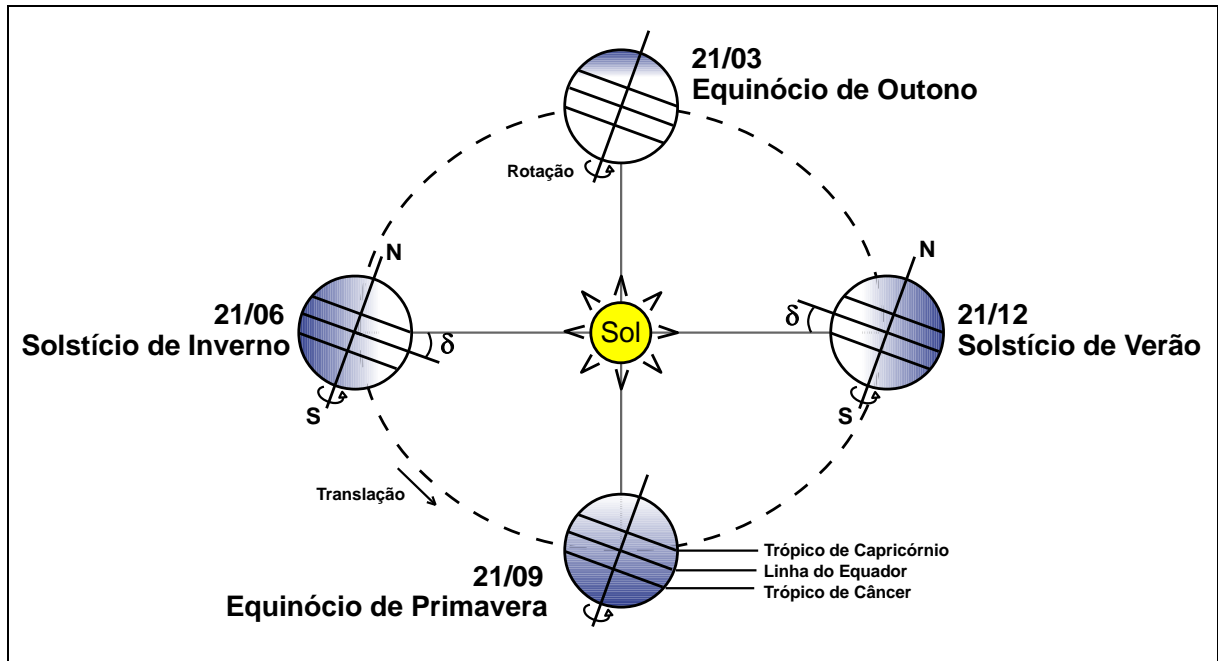 21/03
Equinócio de Outono
Rotação
N
N
21/06
Solstício de Inverno
δ
Sol
δ
21/12
Solstício de Verão
S
S
Translação
21/09
Equinócio de Primavera
Trópico de Capricórnio
Linha do Equador
Trópico de Câncer